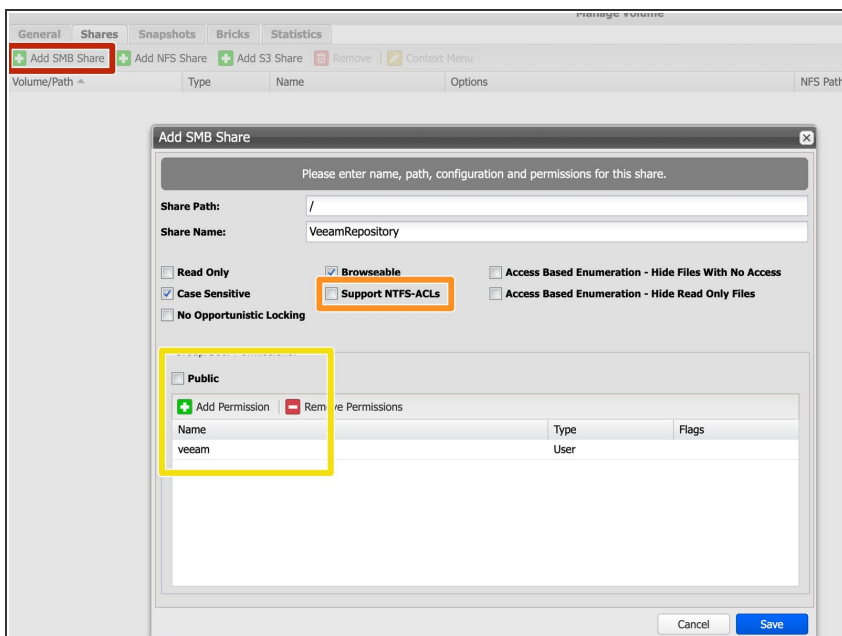 Manage Volume
General Shares Snapshots Bricks Statistics
Add SMB Share Add NFS Share Add S3 Share Remove Context Menu
Volume/Path Type Name Options NFS Path
Add SMB Share
Please enter name, path, configuration and permissions for this share.
Share Path: /
Share Name: VeeamRepository
Read Only Browseable Access Based Enumeration - Hide Files With No Access
Case Sensitive Support NTFS-ACLs Access Based Enumeration - Hide Read Only Files
No Opportunistic Locking
Public
Add Permission Remove Permissions
Name Type Flags
veeam User
Cancel Save